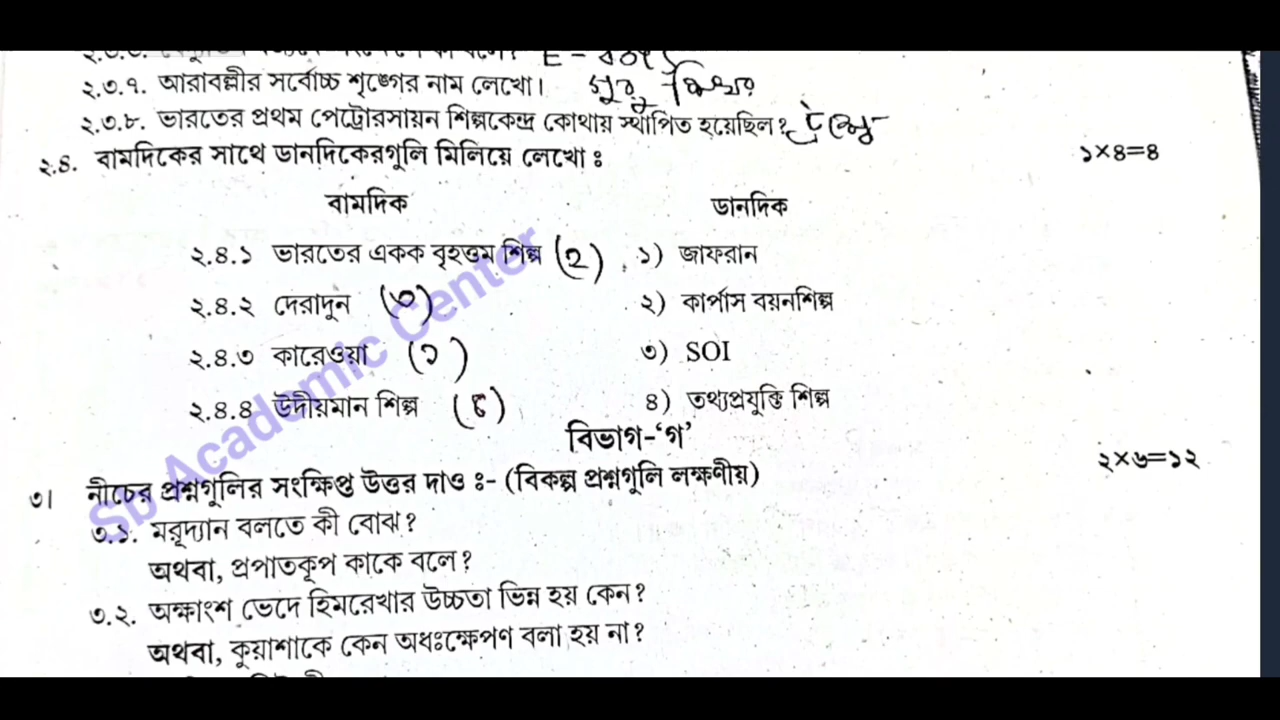 ২.৩.৭. আরাবল্লীর সর্বোচ্চ শৃঙ্গের নাম লেখো। গুরু শিখর
২.৩.৮. ভারতের প্রথম পেট্রোরসায়ন শিল্পকেন্দ্র কোথায় স্থাপিত হয়েছিল?
২.৪. বামদিকের সাথে ডানদিকেরগুলি মিলিয়ে লেখো ঃ ১×৪=৪
বামদিক ডানদিক
২.৪.১ ভারতের একক বৃহত্তম শিল্প (২) ১) জাফরান
২.৪.২ দেরাদুন (৩) ২) কার্পাস বয়নশিল্প
২.৪.৩ কারেওয়া (১) ৩) SOI
২.৪.৪ উদীয়মান শিল্প (৪) ৪) তথ্যপ্রযুক্তি শিল্প
বিভাগ-‘গ’
৩। নীচের প্রশ্নগুলির সংক্ষিপ্ত উত্তর দাও ঃ- (বিকল্প প্রশ্নগুলি লক্ষণীয়) ২×৬=১২
৩.১. মরূদ্যান বলতে কী বোঝ?
অথবা, প্রপাতকূপ কাকে বলে?
৩.২. অক্ষাংশ ভেদে হিমরেখার উচ্চতা ভিন্ন হয় কেন?
অথবা, কুয়াশাকে কেন অধঃক্ষেপণ বলা হয় না?
Sb Academic Center